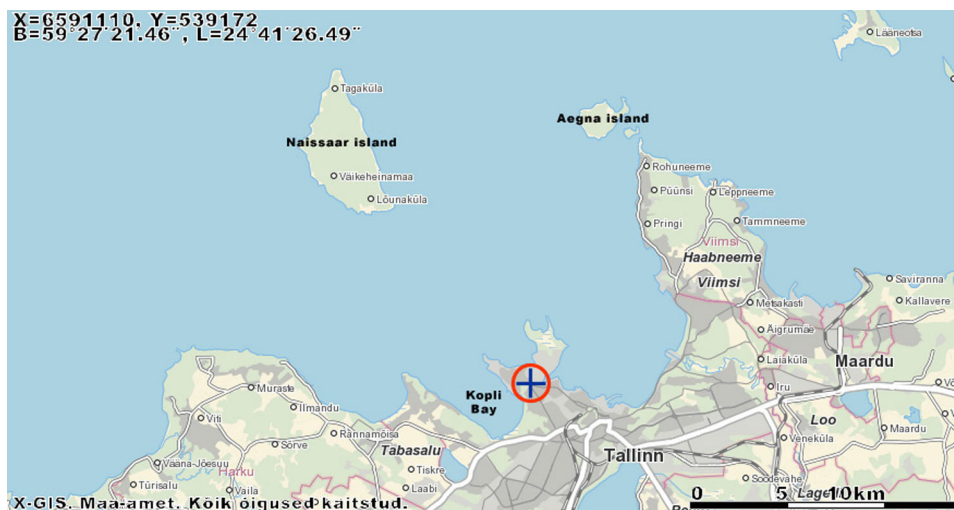 X=6591110, Y=539172
B=59°27'21.46", L=24°41'26.49"
Lääneotsa
Tagaküla
Aegna island
Naissaar island
Rohuneeme
Väikeheinamaa
Püünsi
Leppneeme
Lõunaküla
Pringi
Tammneeme
Viimsi
Haabneeme
Viimsi
Saviranna
Metsakasti
Kallavere
Äigrumäe
Laiaküla
Maardu
Muraste
Iru
Kopli
Bay
Ilmandu
Viti
Loo
Rannamõisa
Maardu
Sõrve
Tabasalu
Veneküla
Tallinn
Vääna-Jõesuu
Harku
Tiskre
Türisalu
Vaila
Laabi
Soodevahe
X-GIS. Maa-amet. Kõik õigused kaitstud.
0 5 10km